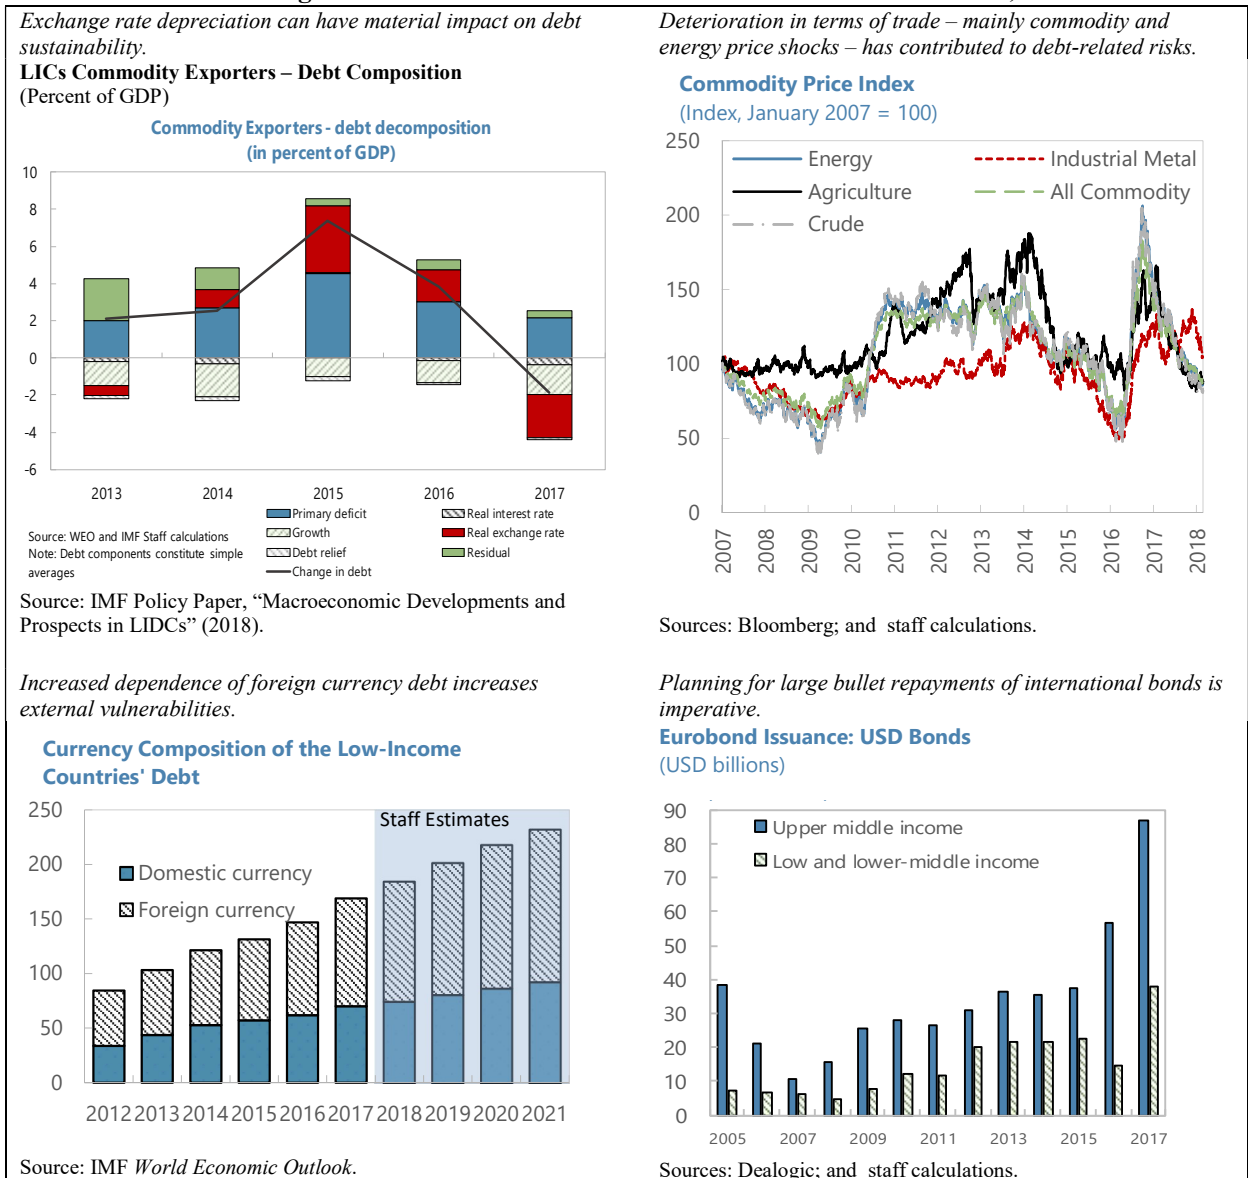 Exchange rate depreciation can have material impact on debt
sustainability.
LICs Commodity Exporters – Debt Composition
(Percent of GDP)
Commodity Exporters - debt decomposition
(in percent of GDP)
10
8
6
4
2
0
-2
-4
-6
2013
2014
2015
2016
2017
Primary deficit
Real interest rate
Growth
Real exchange rate
Debt relief
Residual
Change in debt
Source: WEO and IMF Staff calculations
Note: Debt components constitute simple
averages
Source: IMF Policy Paper, “Macroeconomic Developments and
Prospects in LIDCs” (2018).
Deterioration in terms of trade – mainly commodity and
energy price shocks – has contributed to debt-related risks.
Commodity Price Index
(Index, January 2007 = 100)
250
200
150
100
50
0
Energy
Industrial Metal
Agriculture
All Commodity
Crude
2007
2008
2009
2010
2011
2012
2013
2014
2015
2016
2017
2018
Sources: Bloomberg; and staff calculations.
Increased dependence of foreign currency debt increases
external vulnerabilities.
Currency Composition of the Low-Income
Countries' Debt
250
200
150
100
50
0
Staff Estimates
Domestic currency
Foreign currency
2012 2013 2014 2015 2016 2017 2018 2019 2020 2021
Source: IMF World Economic Outlook.
Planning for large bullet repayments of international bonds is
imperative.
Eurobond Issuance: USD Bonds
(USD billions)
90
80
70
60
50
40
30
20
10
0
Upper middle income
Low and lower-middle income
2005
2007
2009
2011
2013
2015
2017
Sources: Dealogic; and staff calculations.